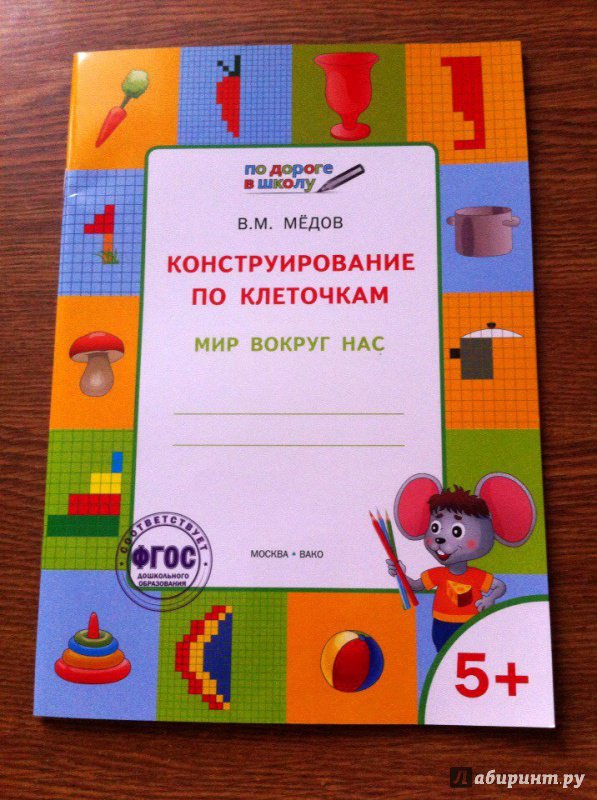 по дороге
в школу
В.М. МЁДОВ
КОНСТРУИРОВАНИЕ
ПО КЛЕТОЧКАМ
МИР ВОКРУГ НАС
СООТВЕТСТВУЕТ
ФГОС
ДОШКОЛЬНОГО
ОБРАЗОВАНИЯ
МОСКВА • ВАКО
5+
Лабиринт.ру